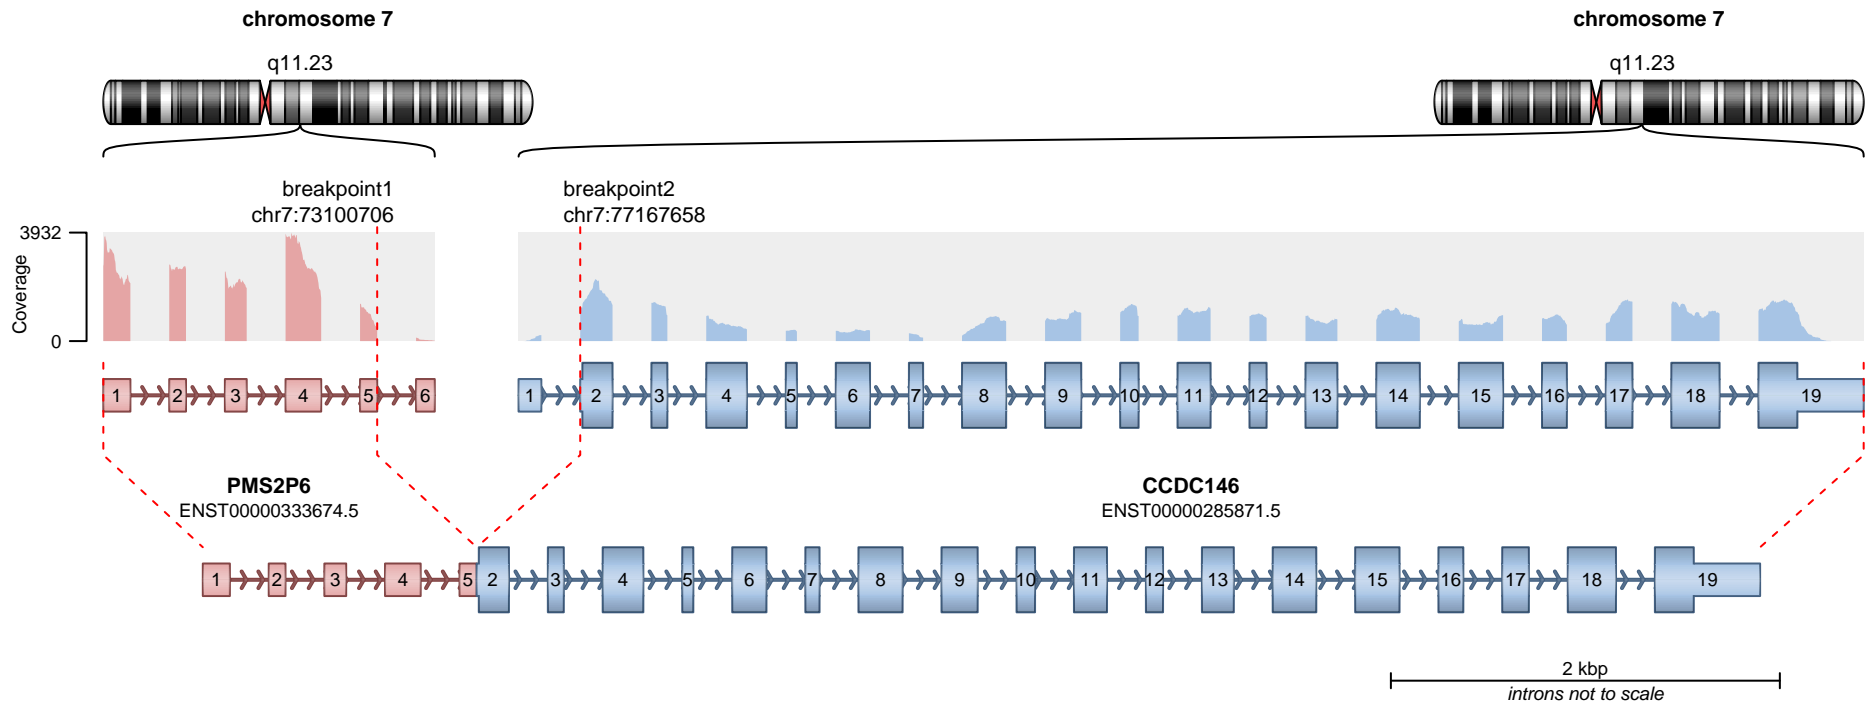 chromosome 7
chromosome 7
q11.23
q11.23
breakpoint1
chr7:73100706
breakpoint2
chr7:77167658
3932
Coverage
0
1 2 3 4 5 6
1 2 3 4 5 6 7 8 9 10 11 12 13 14 15 16 17 18 19
PMS2P6
ENST00000333674.5
CCDC146
ENST00000285871.5
1 2 3 4 5 2 3 4 5 6 7 8 9 10 11 12 13 14 15 16 17 18 19
2 kbp
introns not to scale